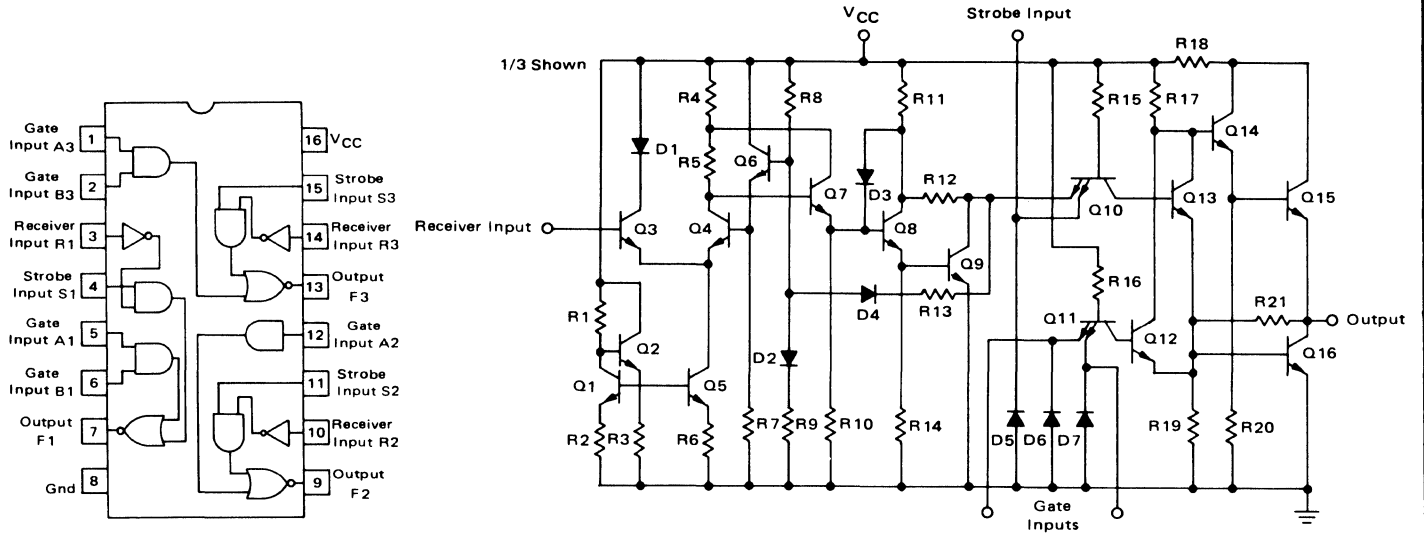 Gate
Input A3
1
Gate
Input B3
2
Receiver
Input R1
3
Strobe
Input S1
4
Gate
Input A1
5
Gate
Input B1
6
Output
F1
7
Gnd
8
16
VCC
15
Strobe
Input S3
14
Receiver
Input R3
13
Output
F3
12
Gate
Input A2
11
Strobe
Input S2
10
Receiver
Input R2
9
Output
F2
1/3 Shown
VCC
Strobe Input
R18
R4
R8
R11
R15
R17
Q14
D1
R5
Q6
Q7
D3
R12
Q10
Q13
Q15
Receiver Input
Q3
Q4
Q8
Q9
R16
R1
Q2
D2
D4
R13
Q11
Q12
R21
Output
Q16
Q1
Q5
R2
R3
R6
R7
R9
R10
R14
D5
D6
D7
R19
R20
Gate
Inputs